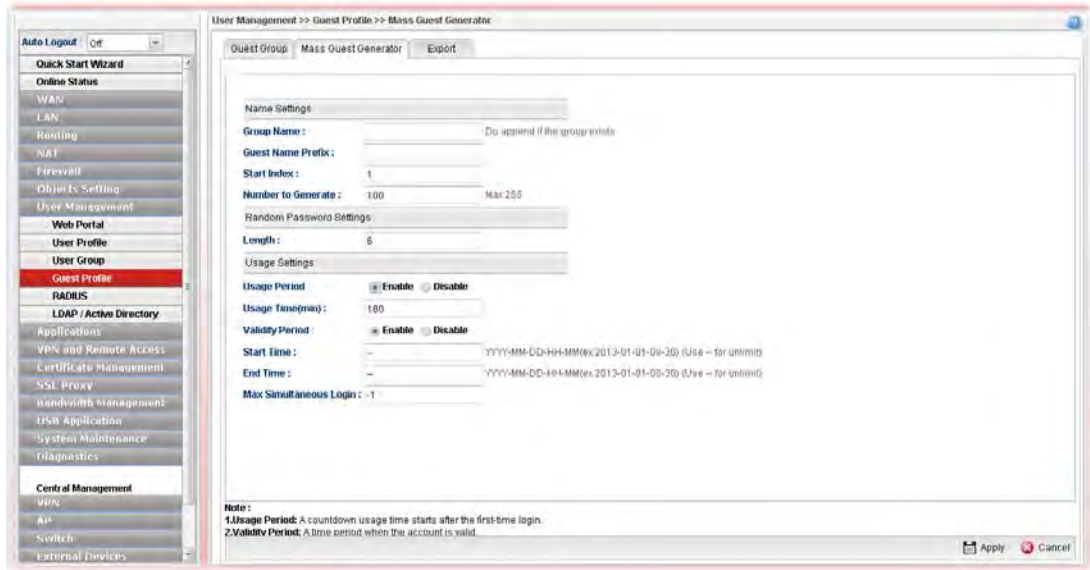 User Management >> Guest Profile >> Mass Guest Generator
Auto Logout : Off
Quick Start Wizard
Online Status
WAN
LAN
Routing
NAT
Firewall
Objects Setting
User Management
Web Portal
User Profile
User Group
Guest Profile
RADIUS
LDAP / Active Directory
Applications
VPN and Remote Access
Certificate Management
SSL Proxy
Bandwidth Management
USB Application
System Maintenance
Diagnostics
Central Management
VPN
AP
Switch
External Devices
Guest Group Mass Guest Generator Export
Name Settings
Group Name : Do append if the group exists
Guest Name Prefix :
Start Index : 1
Number to Generate : 100 Max:255
Random Password Settings
Length : 6
Usage Settings
Usage Period Enable Disable
Usage Time(min) : 180
Validity Period : Enable Disable
Start Time : -- YYYY-MM-DD-HH-MM(ex:2013-01-01-08-30) (Use -- for unlimit)
End Time : -- YYYY-MM-DD-HH-MM(ex:2013-01-01-08-30) (Use -- for unlimit)
Max Simultaneous Login : -1
Note :
1.Usage Period: A countdown usage time starts after the first-time login.
2.Validity Period: A time period when the account is valid.
Apply Cancel